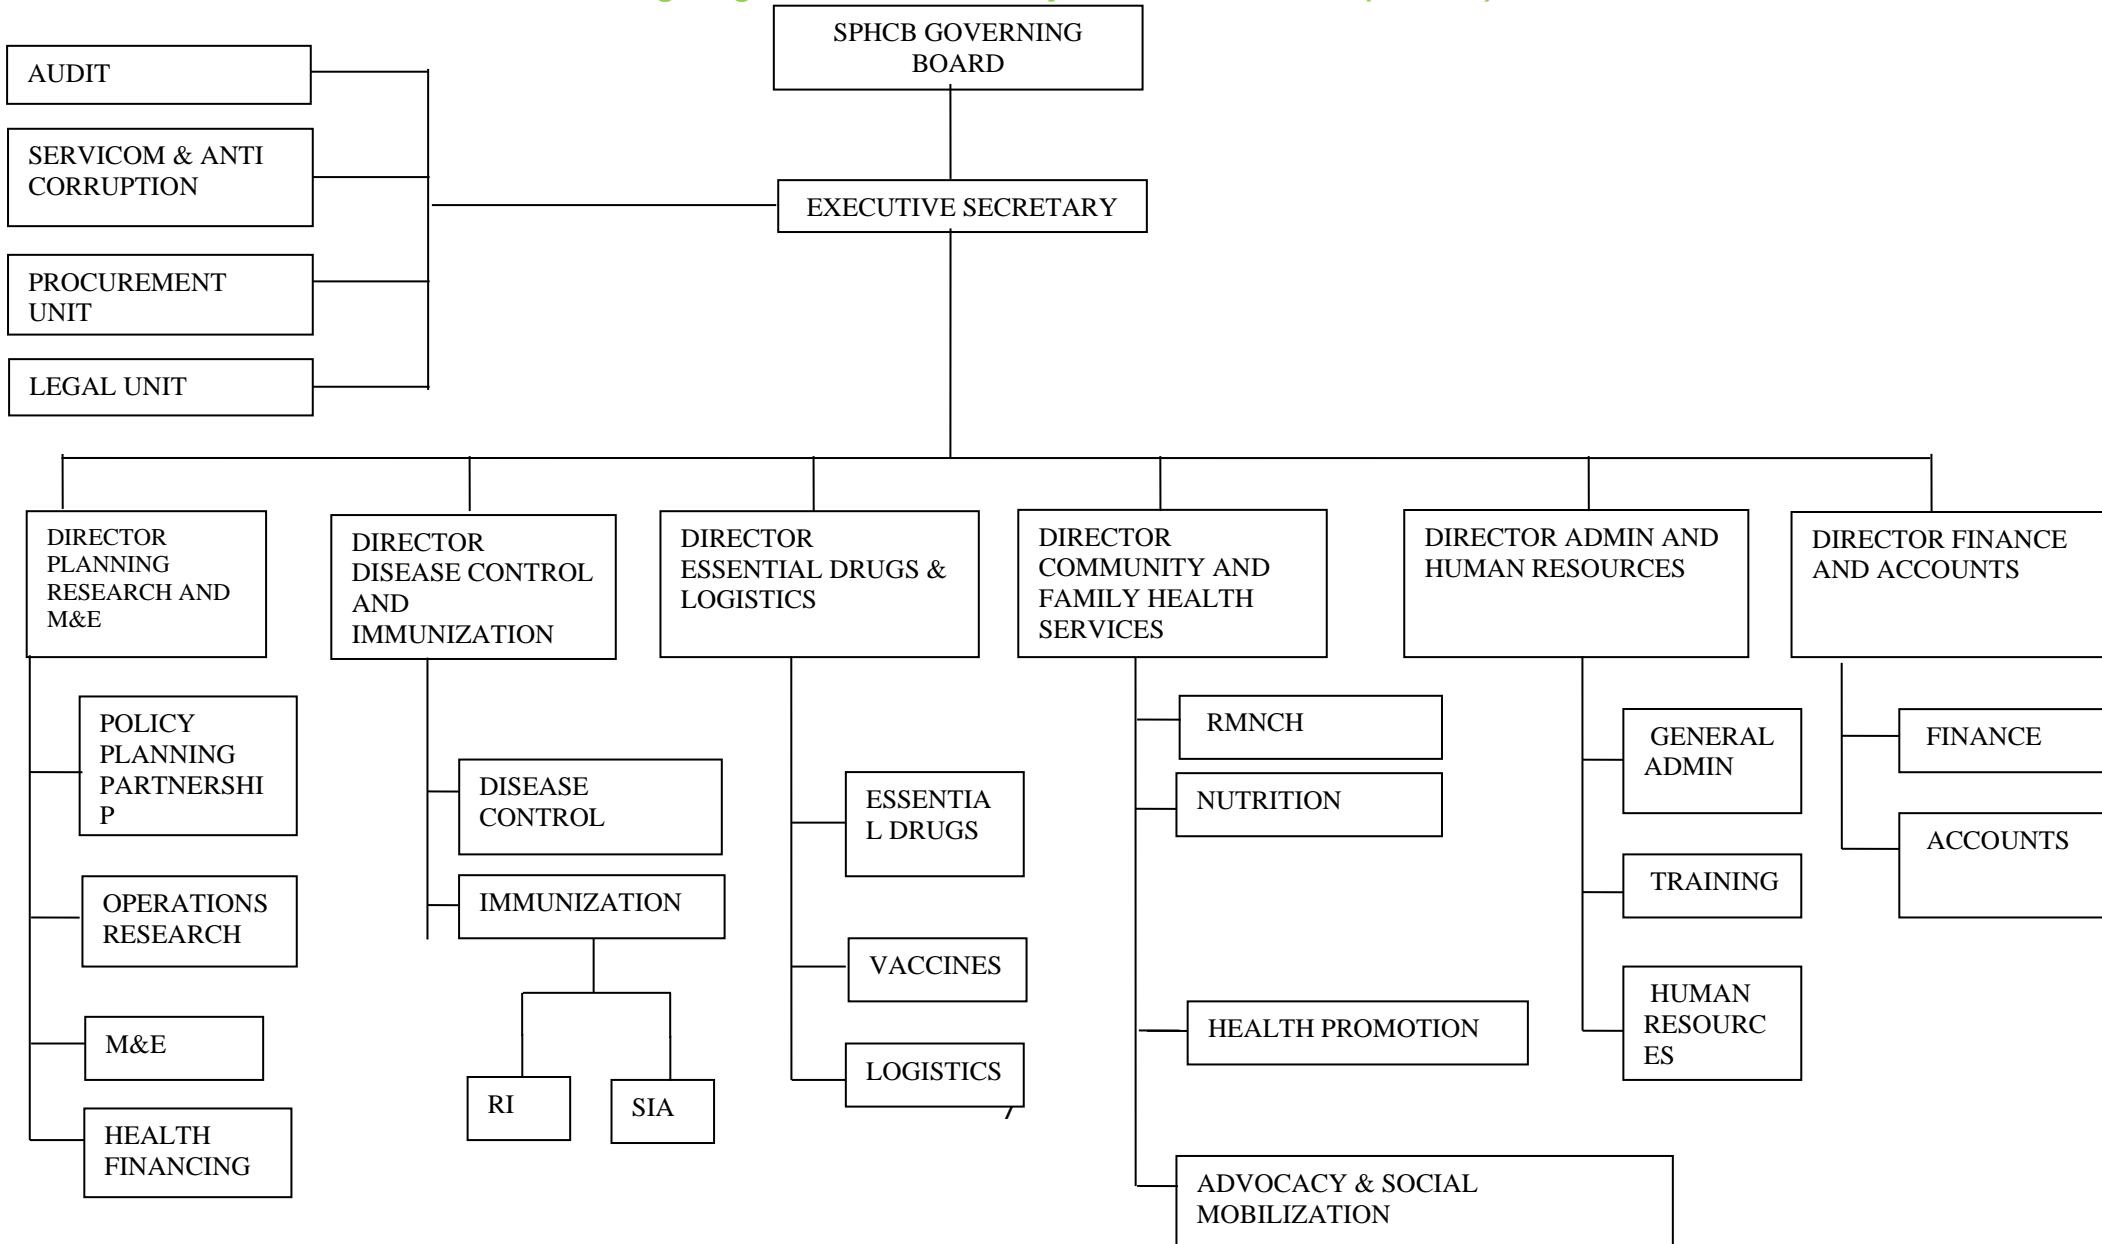 SPHCB GOVERNING
BOARD
AUDIT
SERVICOM & ANTI
CORRUPTION
EXECUTIVE SECRETARY
PROCUREMENT
UNIT
LEGAL UNIT
DIRECTOR
PLANNING
RESEARCH AND
M&E
DIRECTOR
DISEASE CONTROL
AND
IMMUNIZATION
DIRECTOR
ESSENTIAL DRUGS &
LOGISTICS
DIRECTOR
COMMUNITY AND
FAMILY HEALTH
SERVICES
DIRECTOR ADMIN AND
HUMAN RESOURCES
DIRECTOR FINANCE
AND ACCOUNTS
POLICY
PLANNING
PARTNERSHI
P
OPERATIONS
RESEARCH
M&E
HEALTH
FINANCING
DISEASE
CONTROL
IMMUNIZATION
RI
SIA
ESSENTIA
L DRUGS
VACCINES
LOGISTICS
RMNCH
NUTRITION
HEALTH PROMOTION
ADVOCACY & SOCIAL
MOBILIZATION
GENERAL
ADMIN
TRAINING
HUMAN
RESOURC
ES
FINANCE
ACCOUNTS